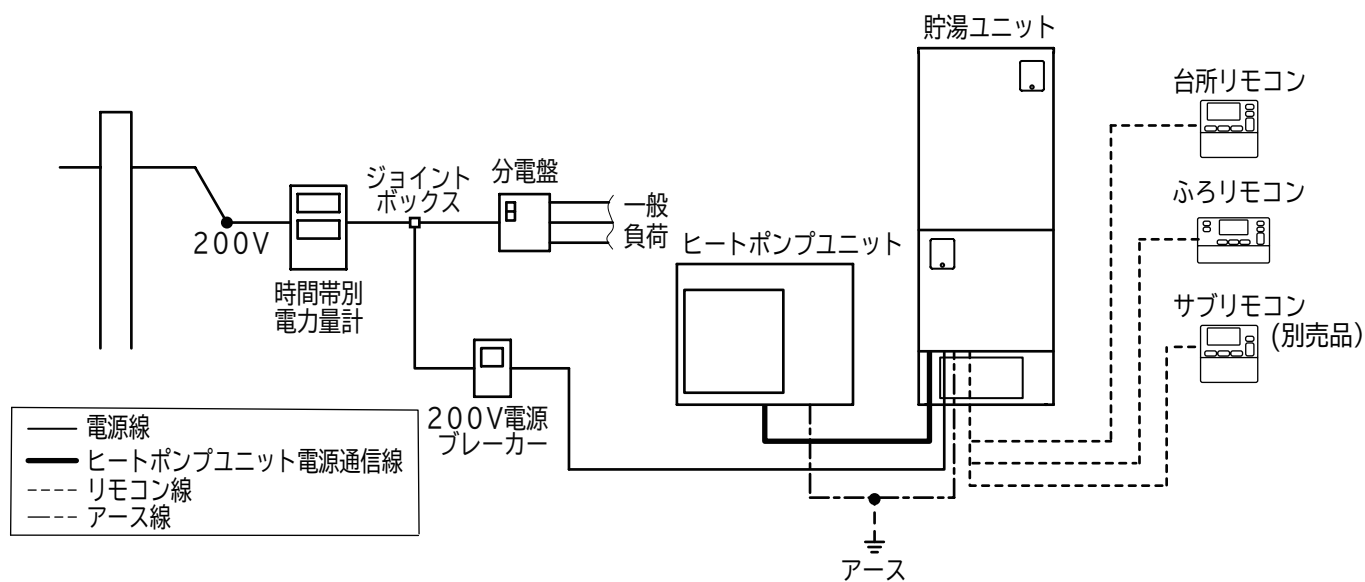 貯湯ユニット
台所リモコン
ふろリモコン
サブリモコン
(別売品)
ジョイント
ボックス
分電盤
一般
負荷
200V
時間帯別
電力量計
ヒートポンプユニット
200V電源
ブレーカー
電源線
ヒートポンプユニット電源通信線
リモコン線
アース線
アース